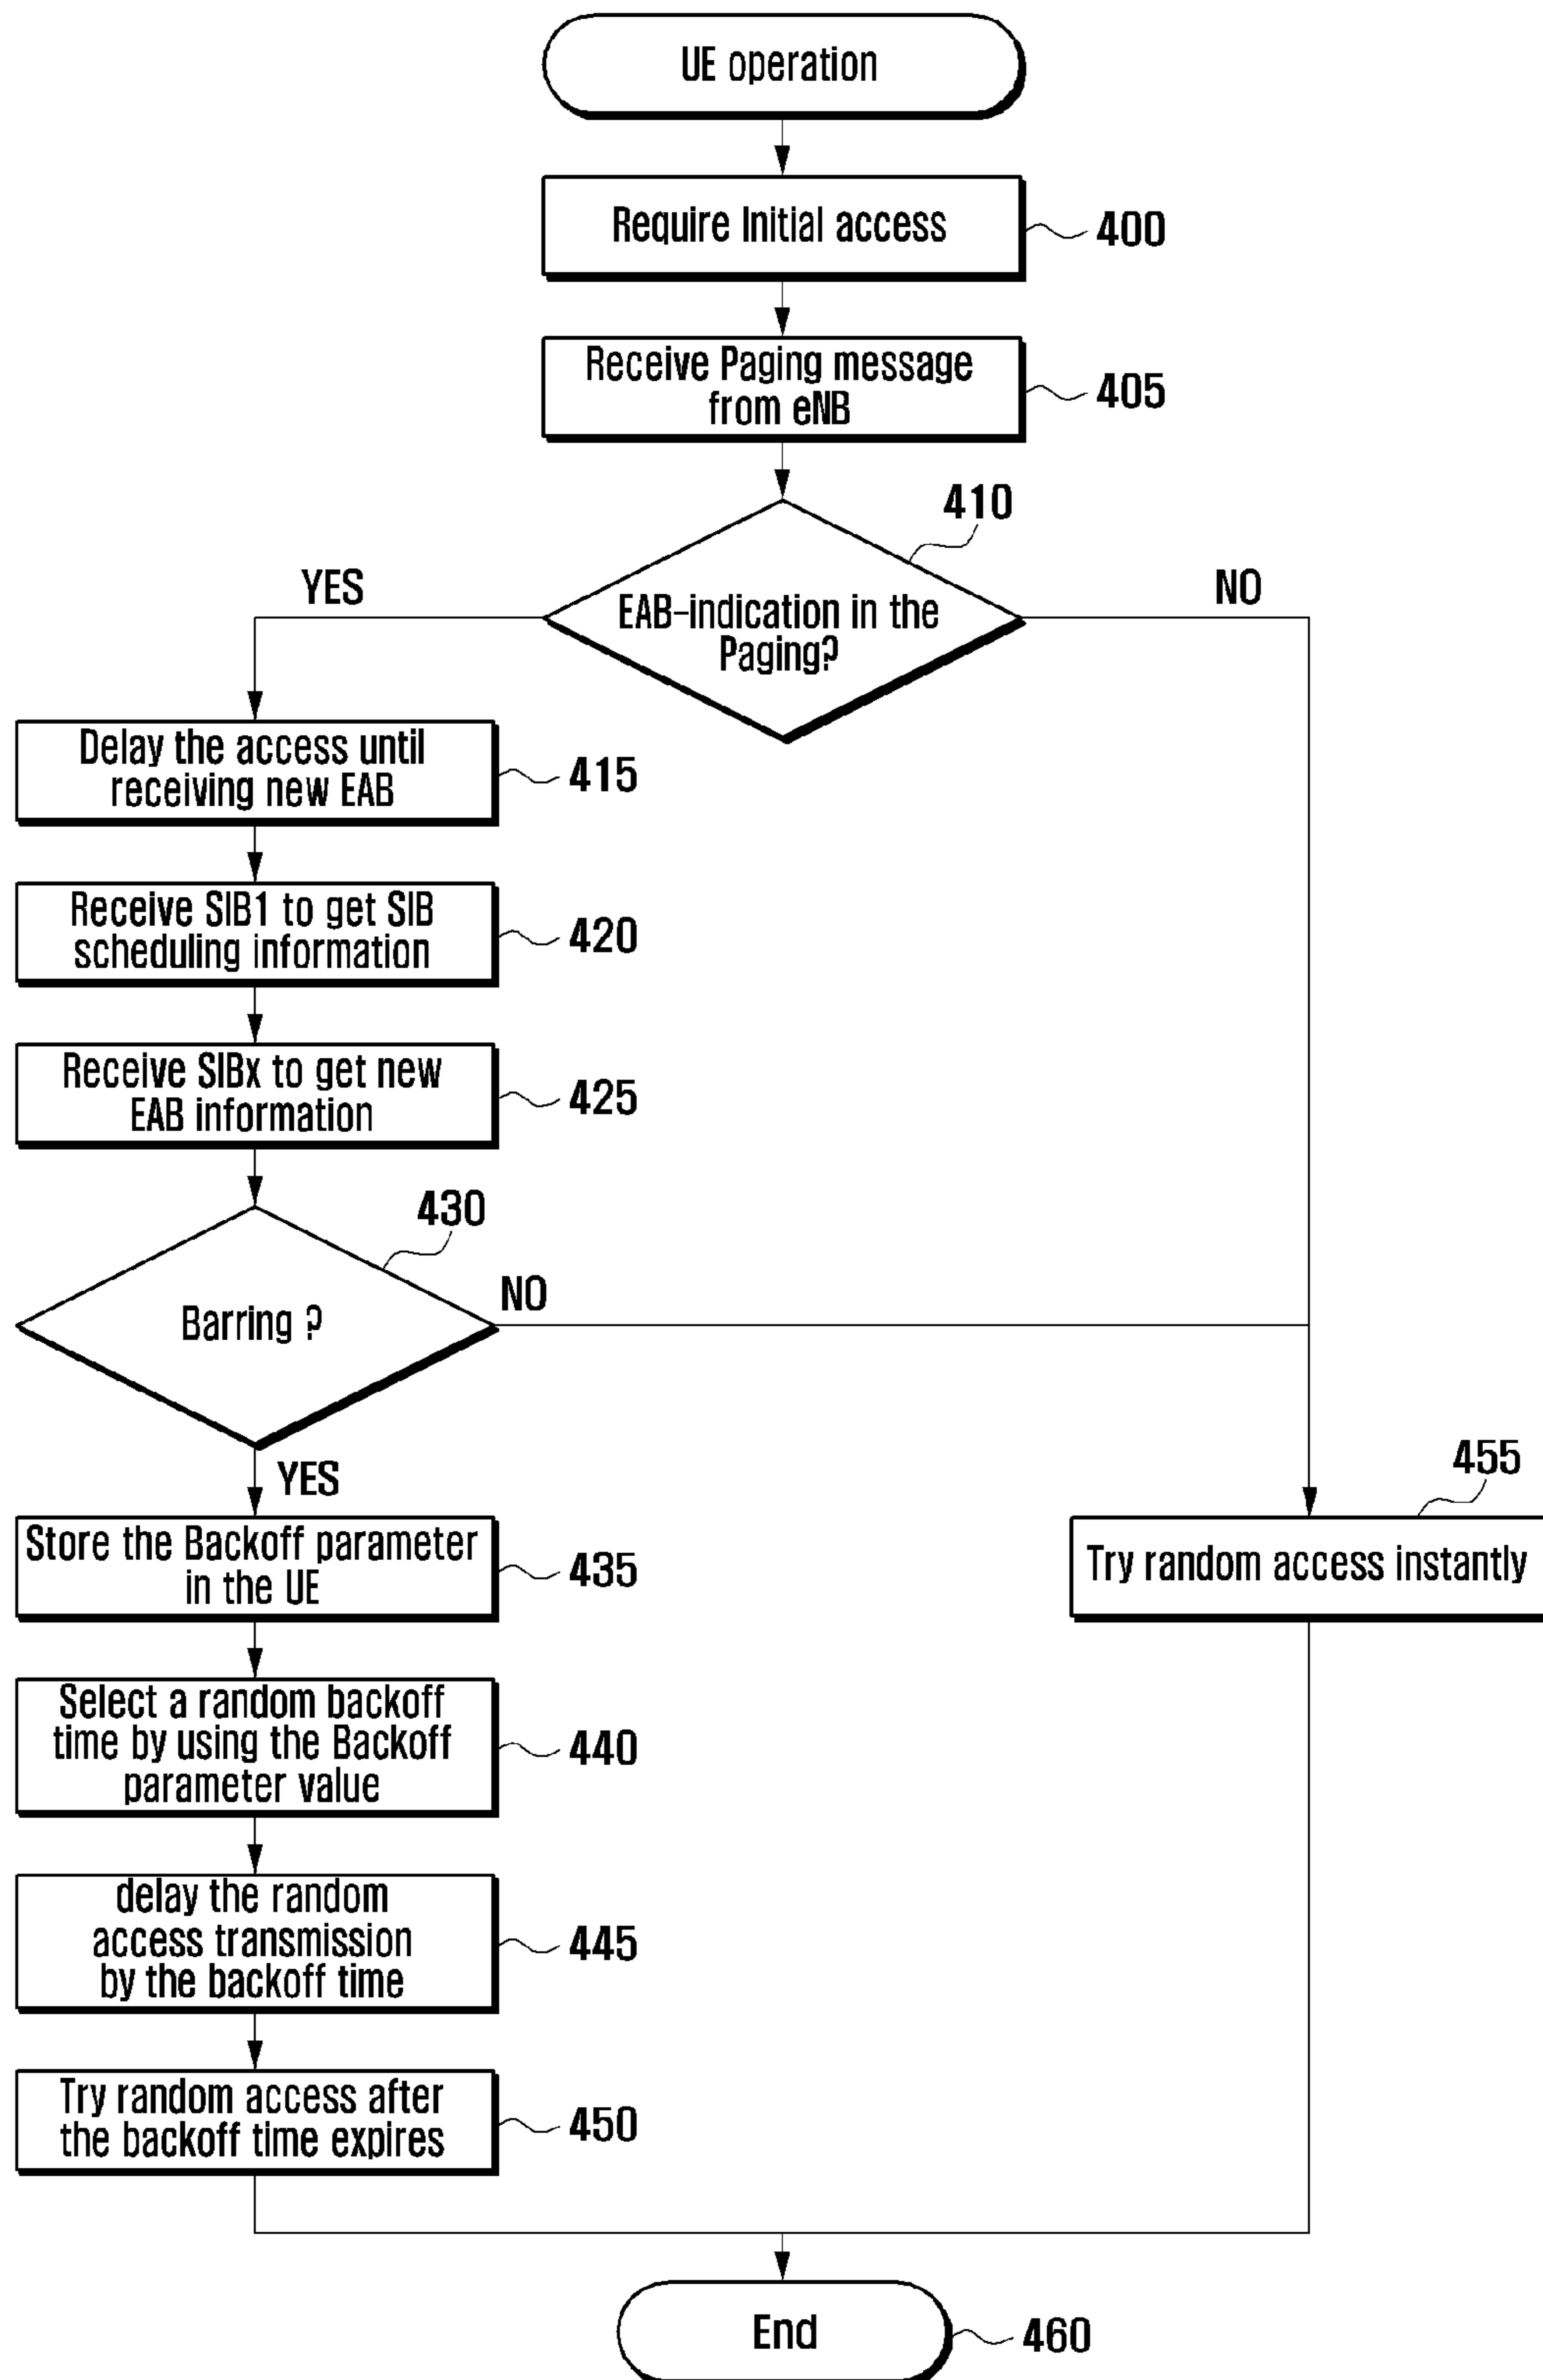 UE operation
Require Initial access
400
Receive Paging message
from eNB
405
410
YES
NO
EAB-indication in the
Paging?
Delay the access until
receiving new EAB
415
Receive SIB1 to get SIB
scheduling information
420
Receive SIBx to get new
EAB information
425
430
Barring ?
NO
YES
455
Store the Backoff parameter
in the UE
435
Try random access instantly
Select a random backoff
time by using the Backoff
parameter value
440
delay the random
access transmission
by the backoff time
445
Try random access after
the backoff time expires
450
End
460